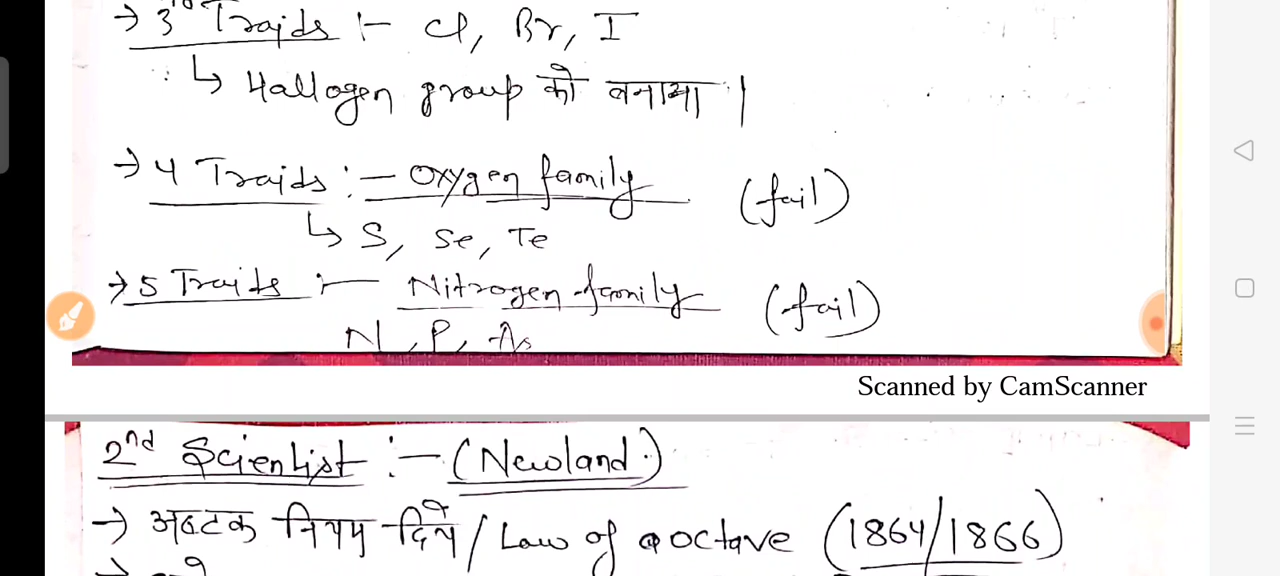 → 3rd Traids :- Cl, Br, I
↳ Hallogen group को बनाया |
→ 4 Traids :- Oxygen family (fail)
↳ S, Se, Te
→ 5 Traids :- Nitrogen family (fail)
N, P, As
Scanned by CamScanner
2nd Scientist :- (Newland)
→ अष्टक नियम दिये / Law of octave (1864/1866)